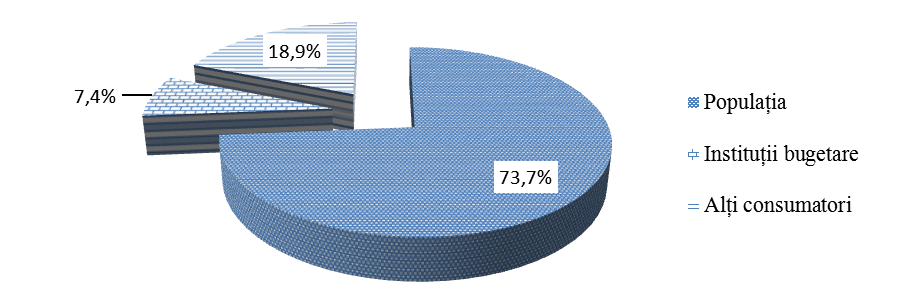 18,9%
7,4%
73,7%
Populația
Instituții bugetare
Alți consumatori